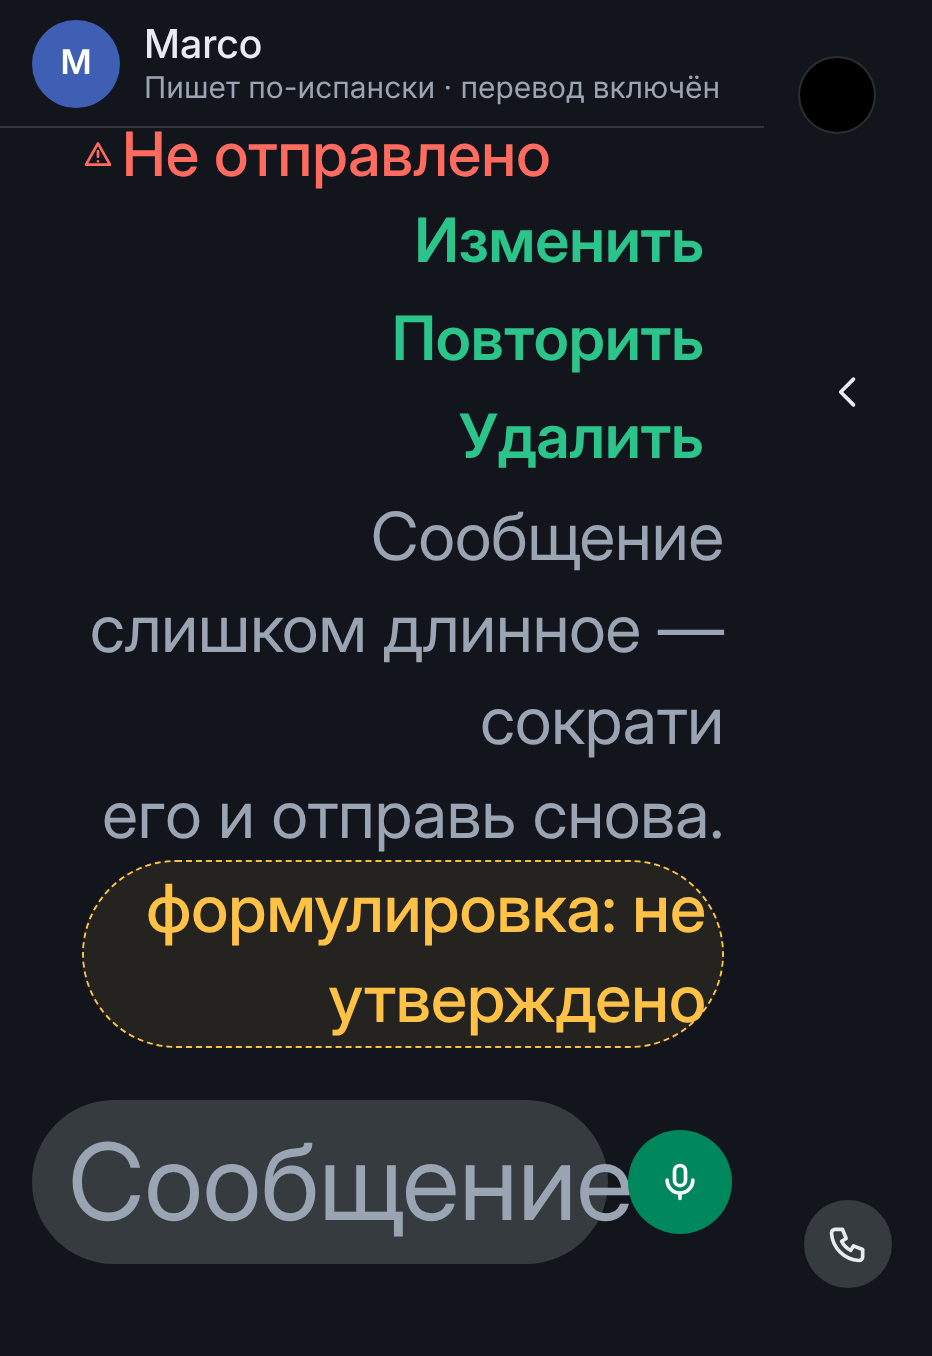 M
Marco
Пишет по-испански · перевод включён
Не отправлено
Изменить
Повторить
Удалить
Сообщение
слишком длинное —
сократи
его и отправь снова.
формулировка: не
утверждено
Сообщение